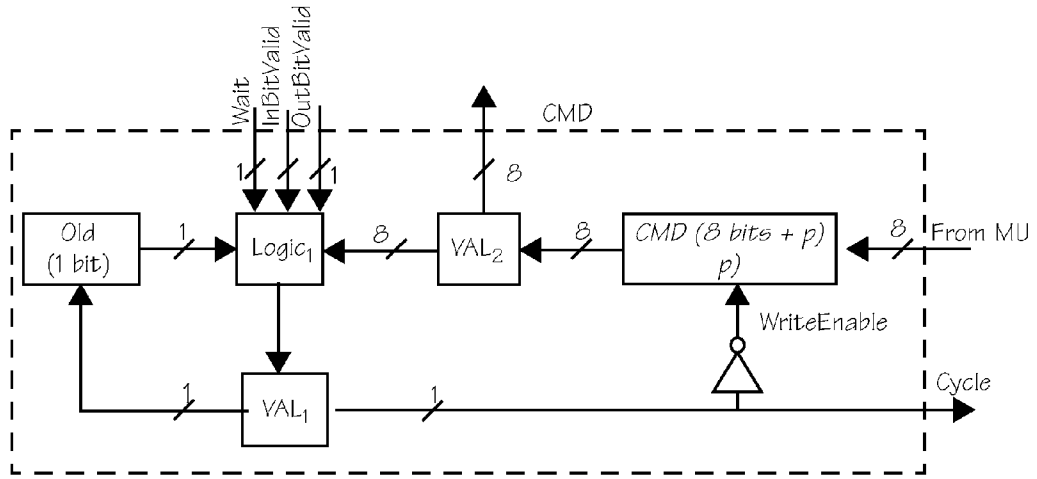 Wait
InBitValid
OutBitValid
CMD
1
1
8
Old
(1 bit)
1
Logic1
8
VAL2
8
CMD (8 bits + p)
p)
8
From MU
WriteEnable
1
VAL1
1
Cycle